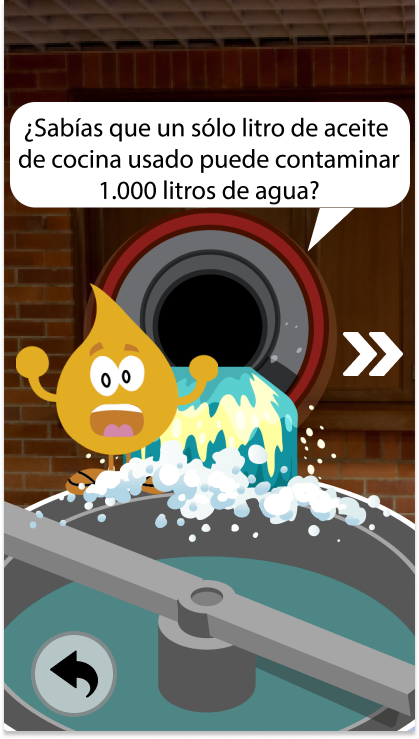 ¿Sabías que un sólo litro de aceite
de cocina usado puede contaminar
1.000 litros de agua?